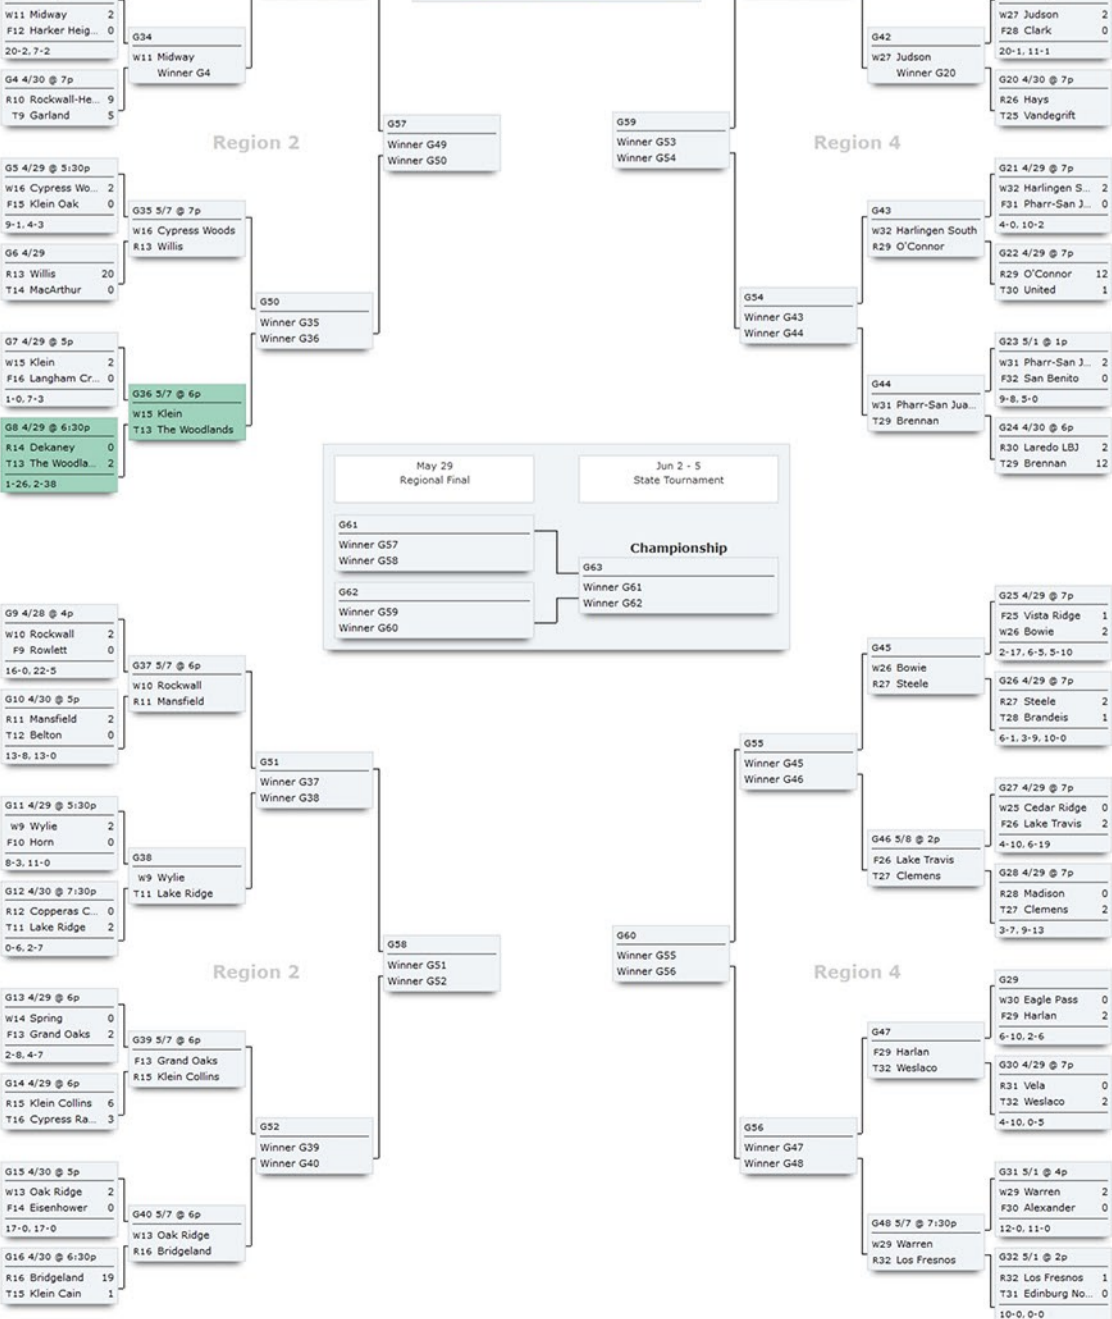 W11 Midway 2
F12 Harker Heig... 0
20-2, 7-2
G4 4/30 @ 7p
R10 Rockwall-He... 9
T9 Garland 5
G34
W11 Midway
Winner G4
Region 2
G57
Winner G49
Winner G50
G5 4/29 @ 5:30p
W16 Cypress Wo... 2
F15 Klein Oak 0
9-1, 4-3
G6 4/29
R13 Willis 20
T14 MacArthur 0
G35 5/7 @ 7p
W16 Cypress Woods
R13 Willis
G50
Winner G35
Winner G36
G7 4/29 @ 5p
W15 Klein 2
F16 Langham Cr... 0
1-0, 7-3
G8 4/29 @ 6:30p
R14 Dekaney 0
T13 The Woodla... 2
1-26, 2-38
G36 5/7 @ 6p
W15 Klein
T13 The Woodlands
G42
W27 Judson
Winner G20
W27 Judson 2
F28 Clark 0
20-1, 11-1
G20 4/30 @ 7p
R26 Hays
T25 Vandegrift
G59
Winner G53
Winner G54
Region 4
G21 4/29 @ 7p
W32 Harlingen S... 2
F31 Pharr-San J... 0
4-0, 10-2
G43
W32 Harlingen South
R29 O'Connor
G22 4/29 @ 7p
R29 O'Connor 12
T30 United 1
G54
Winner G43
Winner G44
G23 5/1 @ 1p
W31 Pharr-San J... 2
F32 San Benito 0
9-8, 5-0
G44
W31 Pharr-San Jua...
T29 Brennan
G24 4/30 @ 6p
R30 Laredo LBJ 2
T29 Brennan 12
May 29
Regional Final
Jun 2 - 5
State Tournament
G61
Winner G57
Winner G58
G62
Winner G59
Winner G60
Championship
G63
Winner G61
Winner G62
G9 4/28 @ 4p
W10 Rockwall 2
F9 Rowlett 0
16-0, 22-5
G10 4/30 @ 5p
R11 Mansfield 2
T12 Belton 0
13-8, 13-0
G37 5/7 @ 6p
W10 Rockwall
R11 Mansfield
G51
Winner G37
Winner G38
G11 4/29 @ 5:30p
W9 Wylie 2
F10 Horn 0
8-3, 11-0
G12 4/30 @ 7:30p
R12 Copperas C... 0
T11 Lake Ridge 2
0-6, 2-7
G38
W9 Wylie
T11 Lake Ridge
G58
Winner G51
Winner G52
Region 2
G13 4/29 @ 6p
W14 Spring 0
F13 Grand Oaks 2
2-8, 4-7
G14 4/29 @ 6p
R15 Klein Collins 6
T16 Cypress Ra... 3
G39 5/7 @ 6p
F13 Grand Oaks
R15 Klein Collins
G52
Winner G39
Winner G40
G15 4/30 @ 5p
W13 Oak Ridge 2
F14 Eisenhower 0
17-0, 17-0
G16 4/30 @ 6:30p
R16 Bridgeland 19
T15 Klein Cain 1
G40 5/7 @ 6p
W13 Oak Ridge
R16 Bridgeland
G25 4/29 @ 7p
F25 Vista Ridge 1
W26 Bowie 2
2-17, 6-5, 5-10
G45
W26 Bowie
R27 Steele
G26 4/29 @ 7p
R27 Steele 2
T28 Brandeis 1
6-1, 3-9, 10-0
G55
Winner G45
Winner G46
G27 4/29 @ 7p
W25 Cedar Ridge 0
F26 Lake Travis 2
4-10, 6-19
G46 5/8 @ 2p
F26 Lake Travis
T27 Clemens
G28 4/29 @ 7p
R28 Madison 0
T27 Clemens 2
3-7, 9-13
G60
Winner G55
Winner G56
Region 4
G29
W30 Eagle Pass 0
F29 Harlan 2
6-10, 2-6
G47
F29 Harlan
T32 Weslaco
G30 4/29 @ 7p
R31 Vela 0
T32 Weslaco 2
4-10, 0-5
G56
Winner G47
Winner G48
G31 5/1 @ 4p
W29 Warren 2
F30 Alexander 0
12-0, 11-0
G48 5/7 @ 7:30p
W29 Warren
R32 Los Fresnos
G32 5/1 @ 2p
R32 Los Fresnos 1
T31 Edinburg No... 0
10-0, 0-0